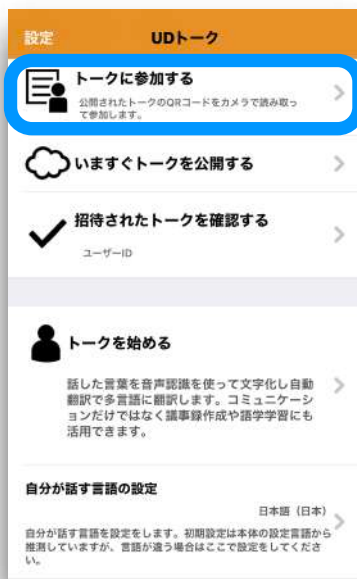 設定
UDトーク
トークに参加する
公開されたトークのQRコードをカメラで読み取っ
て参加します。
いますぐトークを公開する
招待されたトークを確認する
ユーザーID
トークを始める
話した言葉を音声認識を使って文字化し自動
翻訳で多言語に翻訳します。コミュニケーシ
ョンだけではなく議事録作成や語学学習にも
活用できます。
自分が話す言語の設定
日本語（日本）
自分が話す言語を設定をします。初期設定は本体の設定言語から
推測していますが、言語が違う場合はここで設定をしてくださ
い。